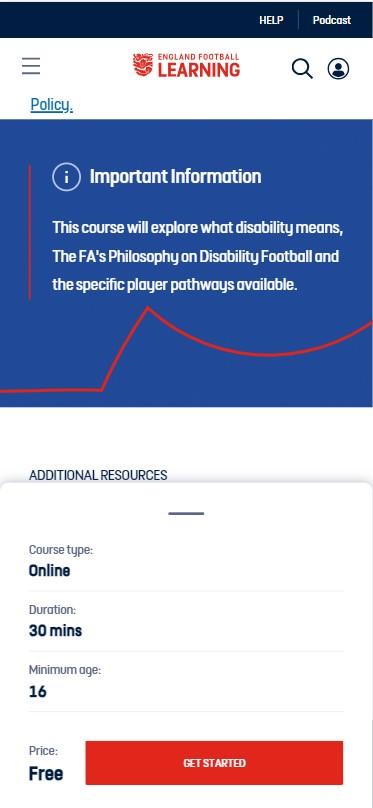 HELP Podcast
ENGLAND FOOTBALL
LEARNING
Policy.
i Important Information
This course will explore what disability means,
The FA's Philosophy on Disability Football and
the specific player pathways available.
ADDITIONAL RESOURCES
Course type:
Online
Duration:
30 mins
Minimum age:
16
Price:
Free
GET STARTED